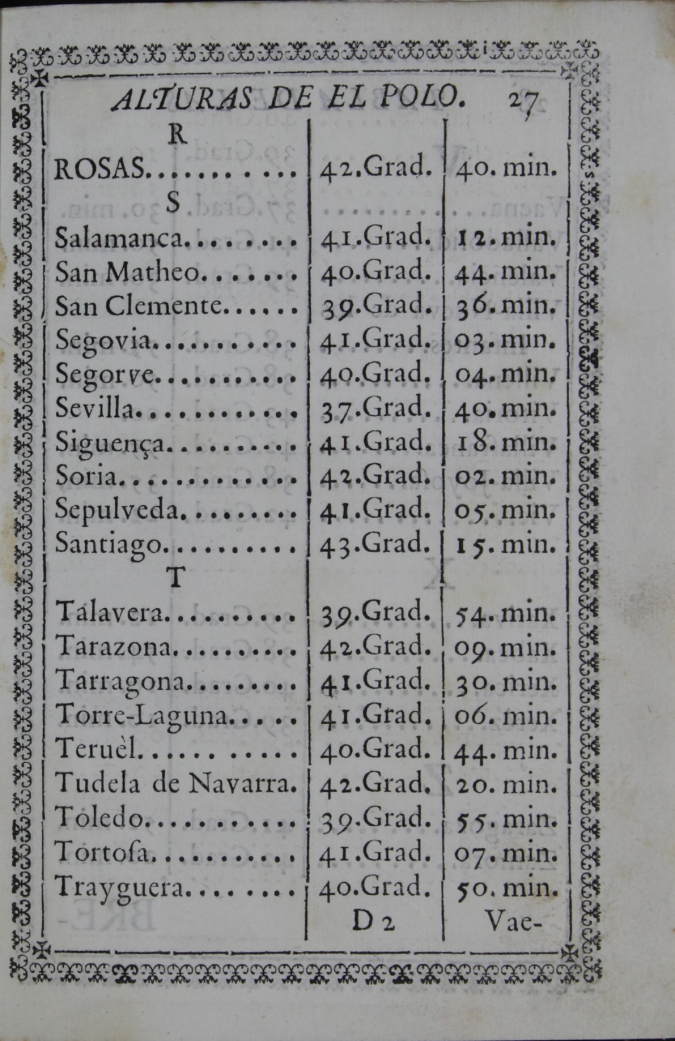 ALTURAS DE EL POLO. 27
R
ROSAS........... 42.Grad. 40. min.
S
Salamanca........ 41.Grad. 12. min.
San Matheo....... 40.Grad. 44. min.
San Clemente...... 39.Grad. 36. min.
Segovia........... 41.Grad. 03. min.
Segorve.......... 40.Grad. 04. min.
Sevilla............ 37.Grad. 40. min.
Siguença.......... 41.Grad. 18. min.
Soria............. 42.Grad. 02. min.
Sepulveda......... 41.Grad. 05. min.
Santiago.......... 43.Grad. 15. min.
T
Talavera.......... 39.Grad. 54. min.
Tarazona.......... 42.Grad. 09. min.
Tarragona......... 41.Grad. 30. min.
Torre-Laguna..... 41.Grad. 06. min.
Teruèl............ 40.Grad. 44. min.
Tudela de Navarra. 42.Grad. 20. min.
Toledo........... 39.Grad. 55. min.
Tortoſa........... 41.Grad. 07. min.
Trayguera........ 40.Grad. 50. min.
D 2 Vae-